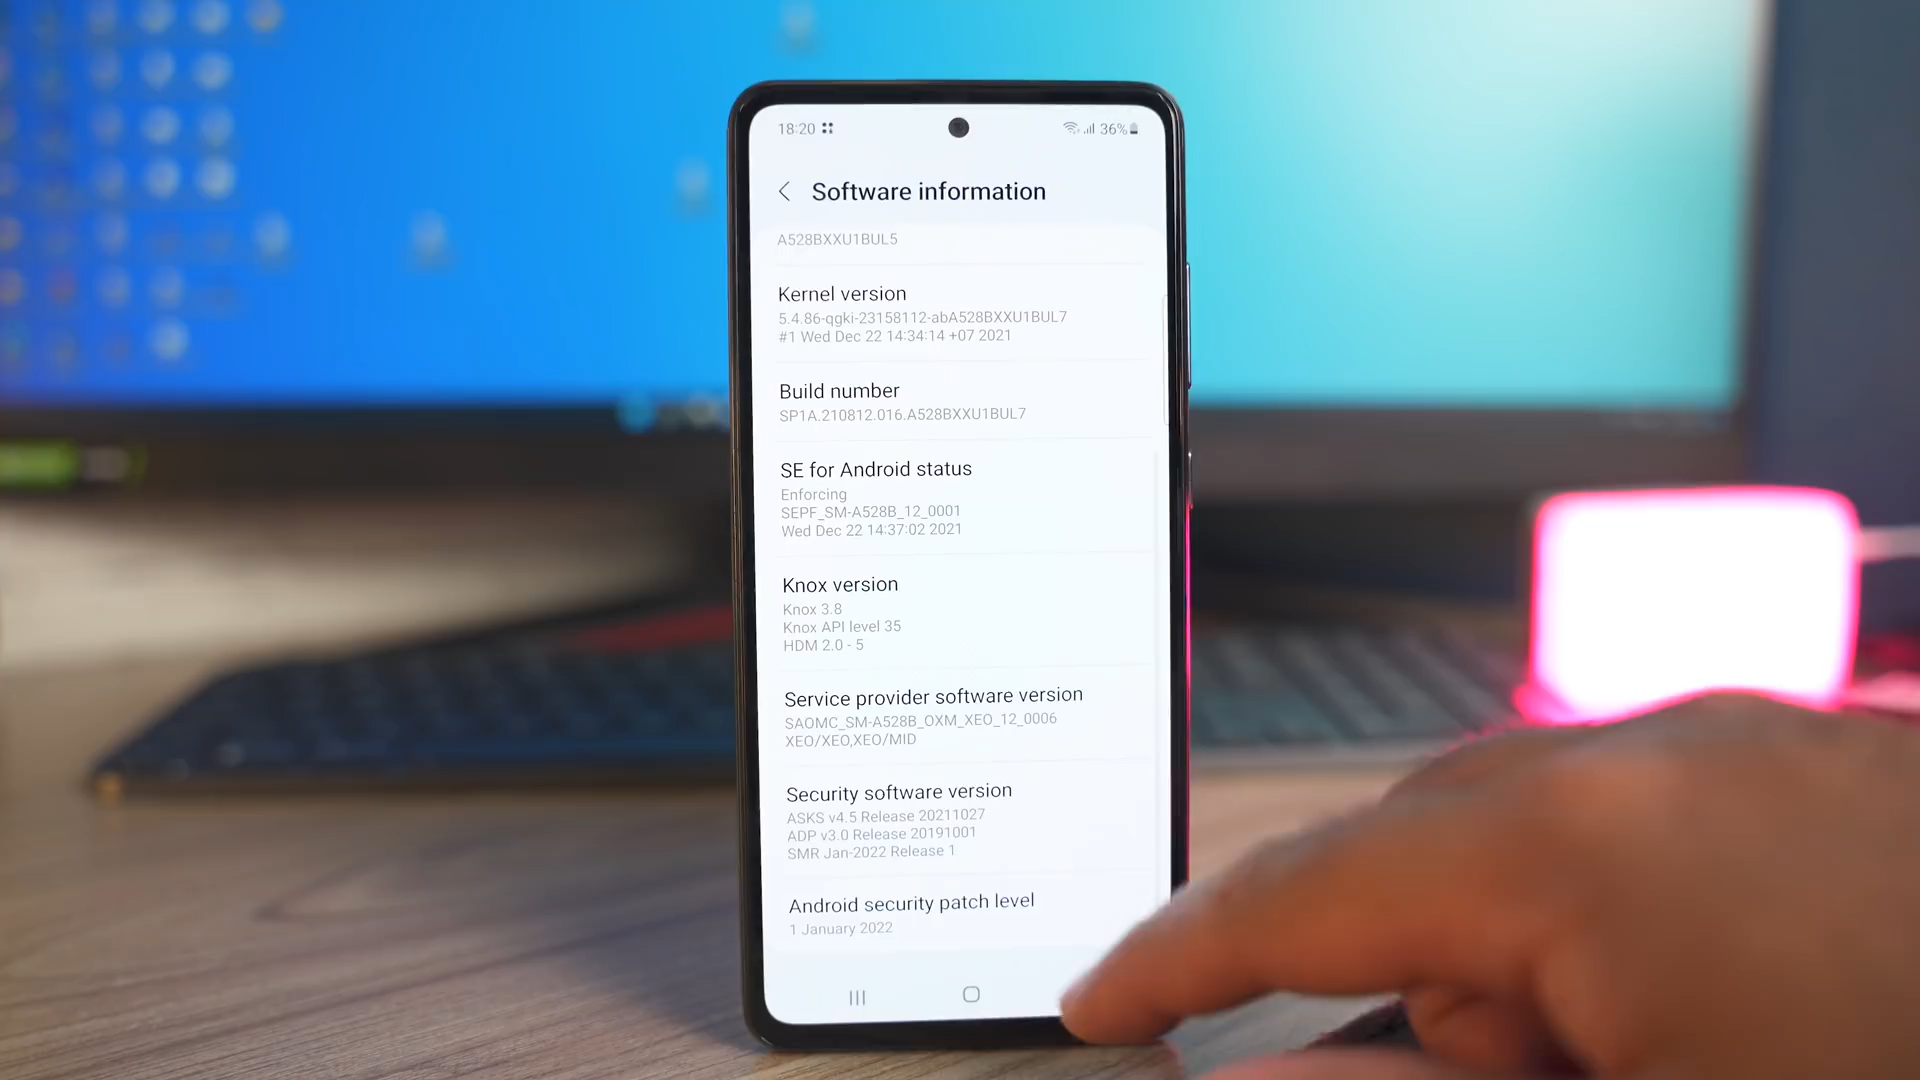 18:20 36%
Software information
A528BXXU1BUL5
Kernel version
5.4.86-qgki-23158112-abA528BXXU1BUL7
#1 Wed Dec 22 14:34:14 +07 2021
Build number
SP1A.210812.016.A528BXXU1BUL7
SE for Android status
Enforcing
SEPF_SM-A528B_12_0001
Wed Dec 22 14:37:02 2021
Knox version
Knox 3.8
Knox API level 35
HDM 2.0 - 5
Service provider software version
SAOMC_SM-A528B_OXM_XEO_12_0006
XEO/XEO,XEO/MID
Security software version
ASKS v4.5 Release 20211027
ADP v3.0 Release 20191001
SMR Jan-2022 Release 1
Android security patch level
1 January 2022